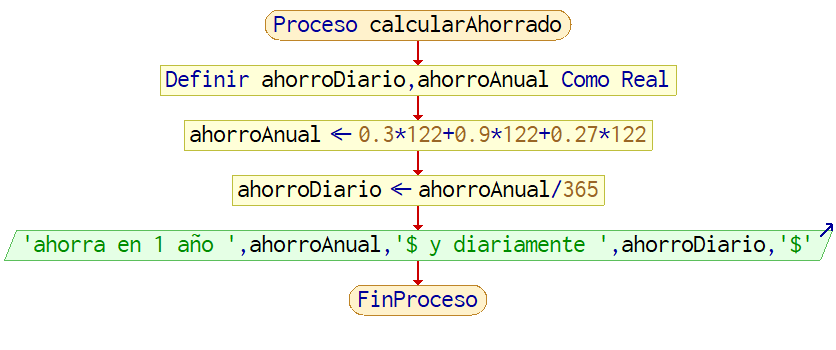 Proceso calcularAhorrado
Definir ahorroDiario,ahorroAnual Como Real
ahorroAnual ← 0.3*122+0.9*122+0.27*122
ahorroDiario ← ahorroAnual/365
'ahorra en 1 año ',ahorroAnual,'$ y diariamente ',ahorroDiario,'$'
FinProceso